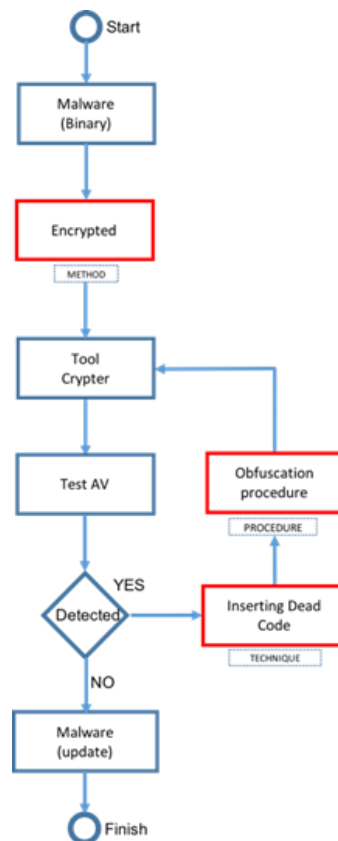 Start
Malware
(Binary)
Encrypted
METHOD
Tool
Crypter
Test AV
Obfuscation
procedure
PROCEDURE
YES
Detected
Inserting Dead
Code
TECHNIQUE
NO
Malware
(update)
Finish